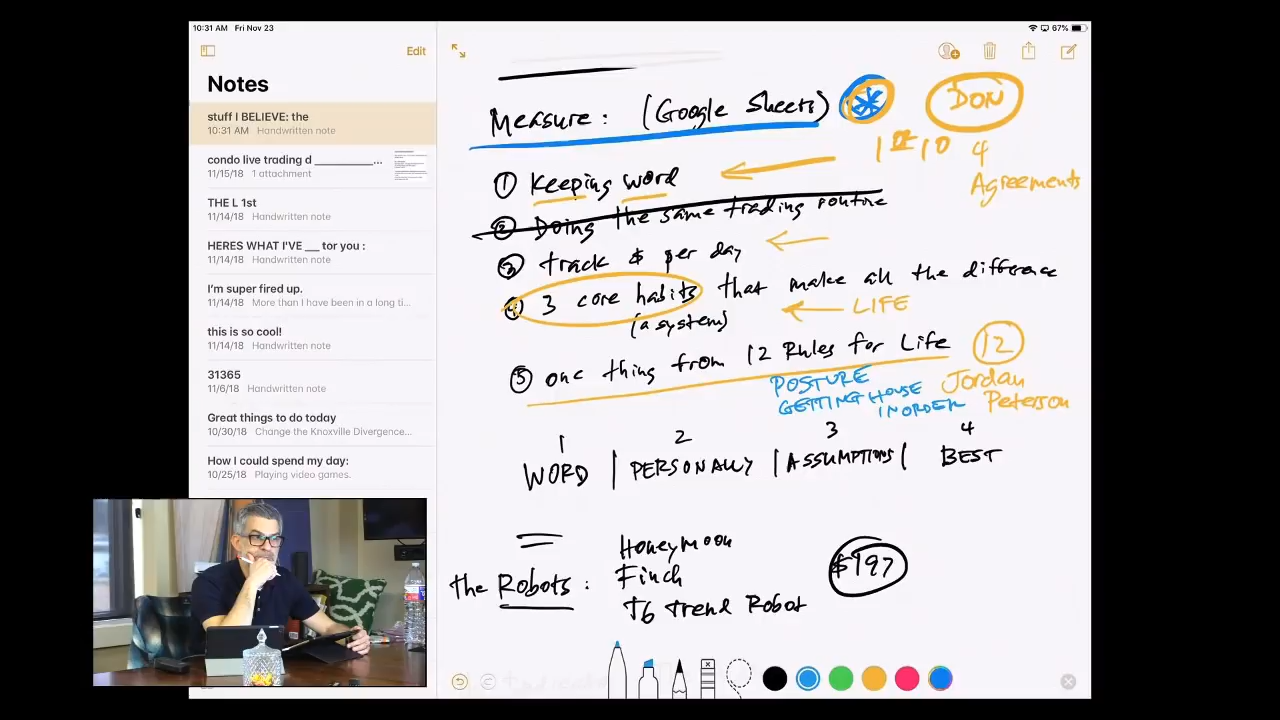 10:31 AM Fri Nov 23
67%
Edit
Notes
stuff I BELIEVE: the
10:31 AM Handwritten note
condo live trading d __________...
11/15/18 1 attachment
THE L 1st
11/14/18 Handwritten note
HERES WHAT I'VE ___ tor you :
11/14/18 Handwritten note
I'm super fired up.
11/14/18 More than I have been in a long ti...
this is so cool!
11/14/18 Handwritten note
31365
11/6/18 Handwritten note
Great things to do today
10/30/18 Change the Knoxville Divergence...
How I could spend my day:
10/25/18 Playing video games.
Measure: (Google Sheets) * DON
1 10 4
Agreements
① Keeping word
② Doing the same trading routine
③ track $ per day
④ 3 core habits that make all the difference
(a system) LIFE
⑤ one thing from 12 Rules for Life 12
POSTURE Jordan
GETTING HOUSE Peterson
IN ORDER
1 2 3 4
WORD | PERSONALLY | ASSUMPTIONS | BEST
Honeymoon
the Robots: Finch $197
T6 Trend Robot